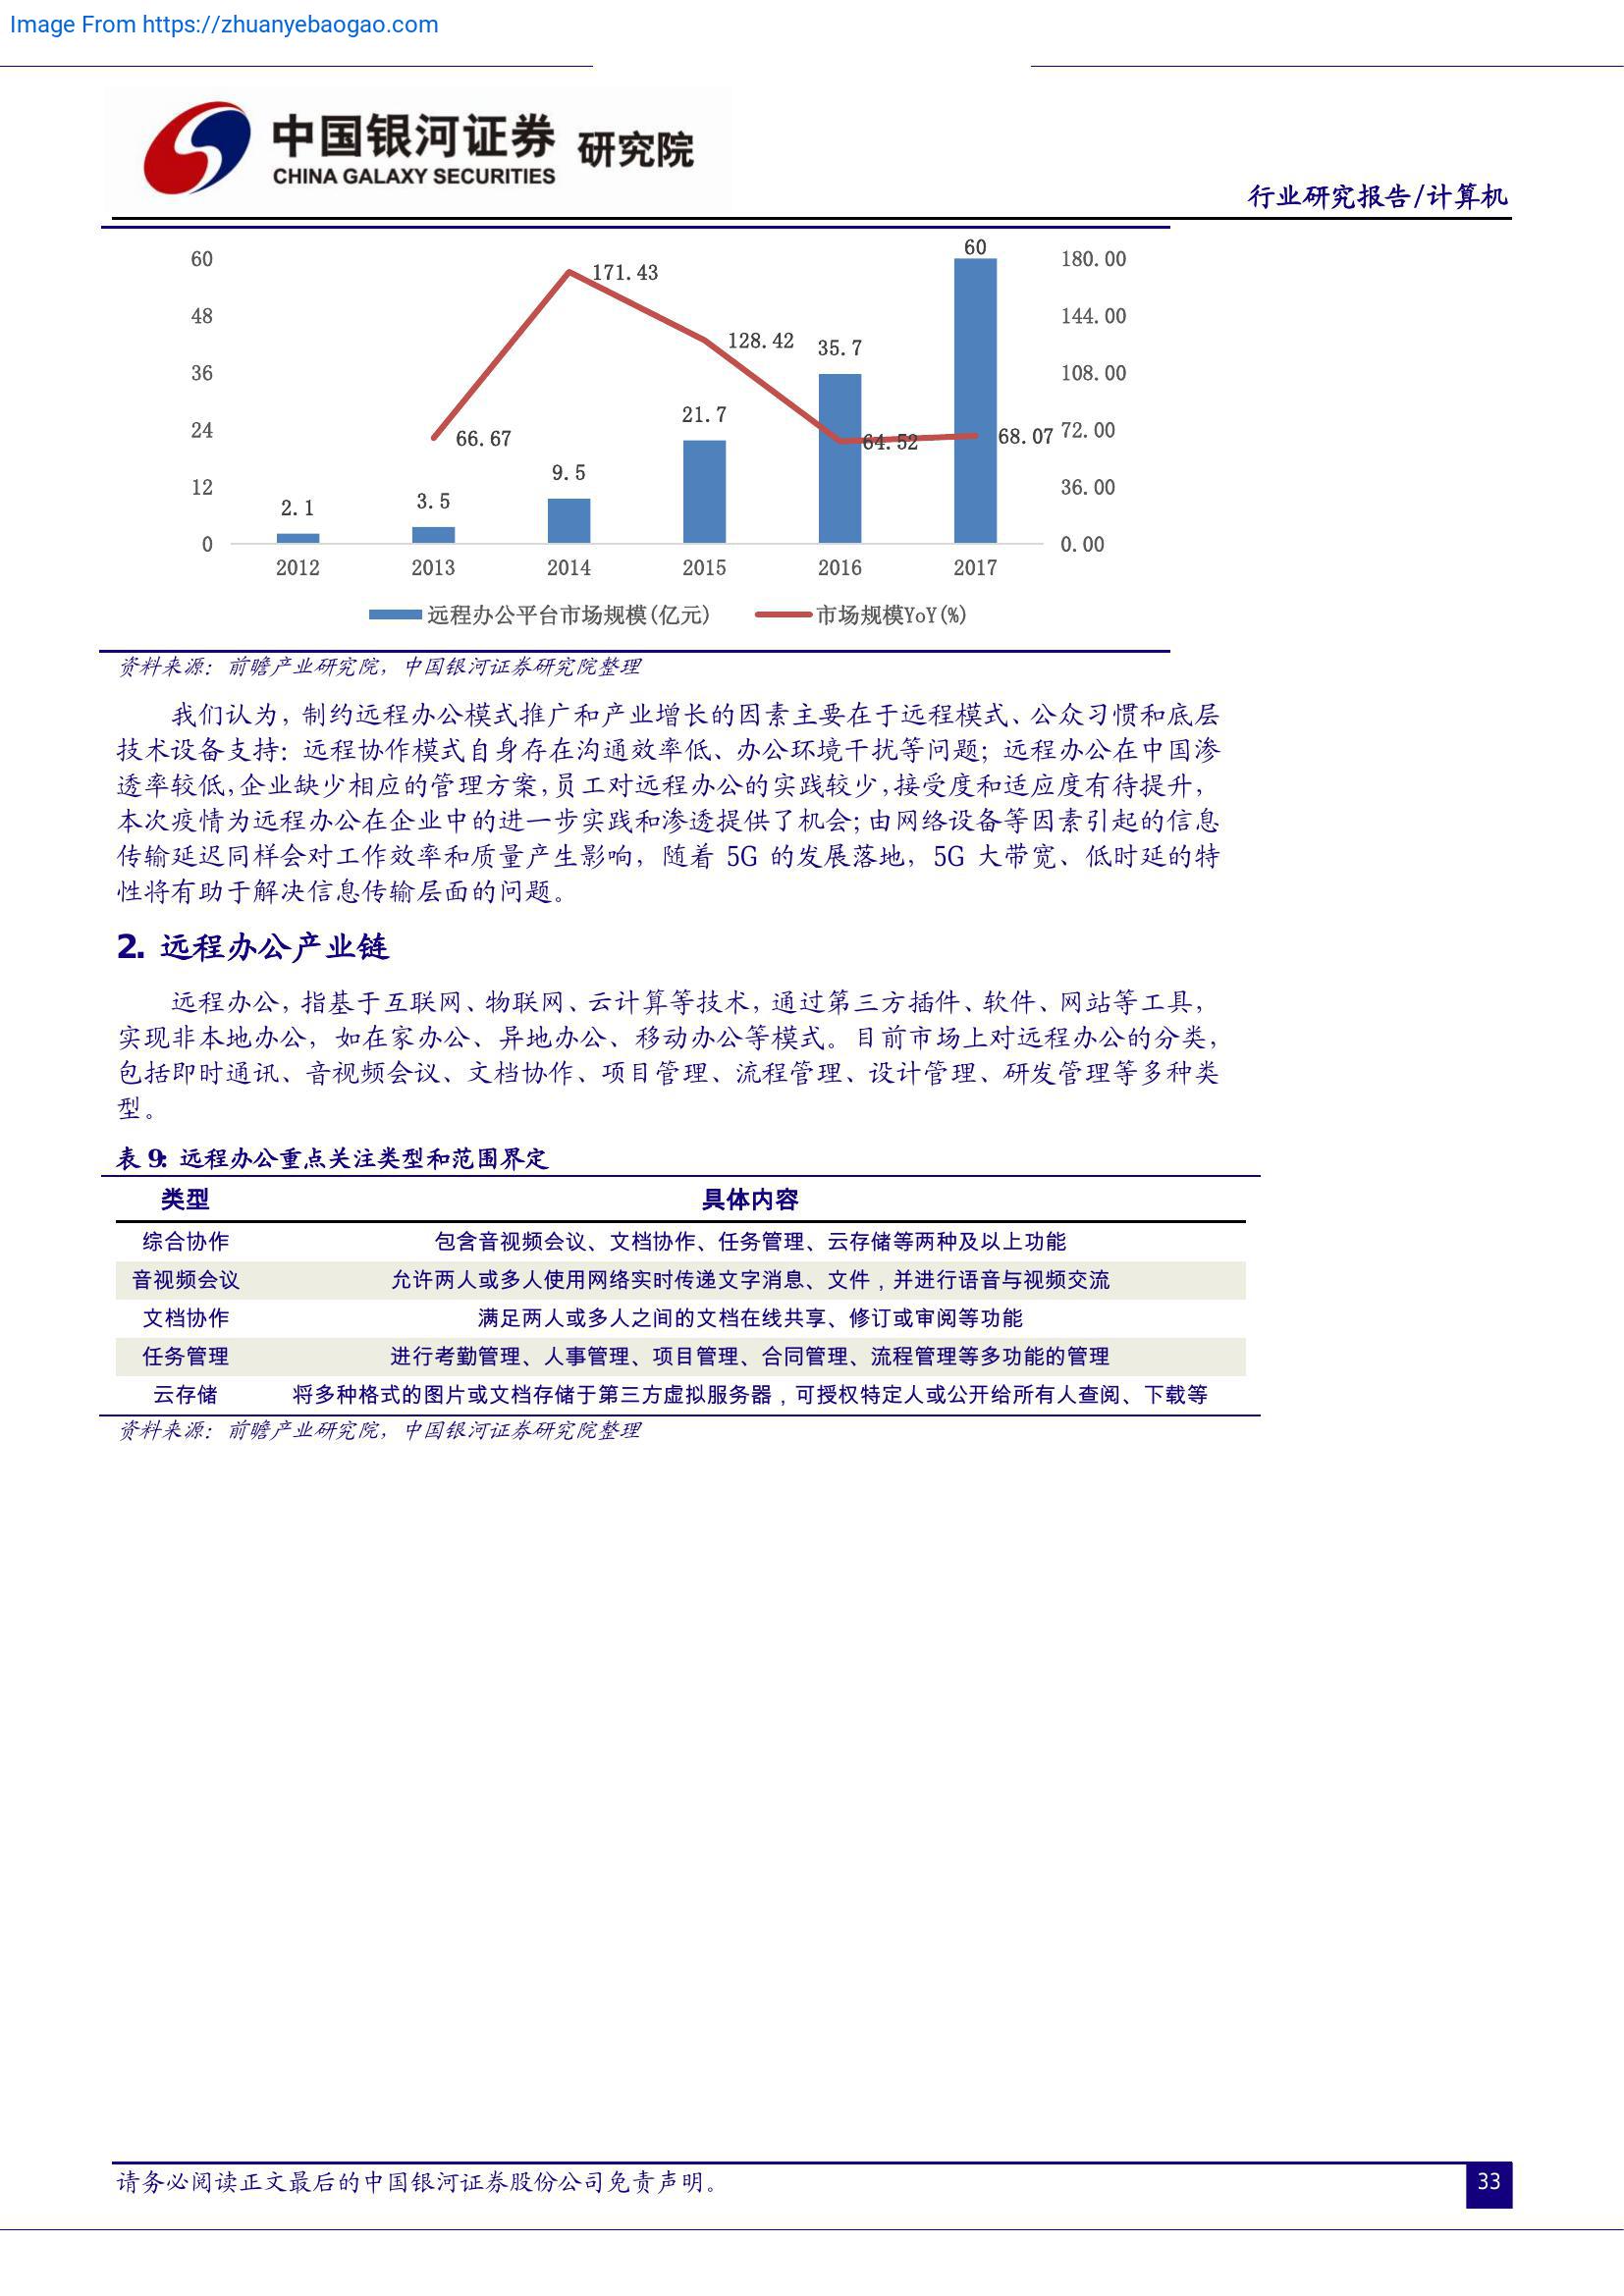 Image From https://zhuanyebaogao.com
中国银河证券 研究院
CHINA GALAXY SECURITIES
行业研究报告/计算机
60 60 180.00
171.43
48 128.42 35.7 144.00
36 108.00
21.7
24 66.67 64.52 68.07 72.00
9.5
12 2.1 3.5 36.00
0 0.00
2012 2013 2014 2015 2016 2017
远程办公平台市场规模(亿元) 市场规模YoY(%)
资料来源：前瞻产业研究院，中国银河证券研究院整理
我们认为，制约远程办公模式推广和产业增长的因素主要在于远程模式、公众习惯和底层
技术设备支持：远程协作模式自身存在沟通效率低、办公环境干扰等问题；远程办公在中国渗
透率较低，企业缺少相应的管理方案，员工对远程办公的实践较少，接受度和适应度有待提升，
本次疫情为远程办公在企业中的进一步实践和渗透提供了机会；由网络设备等因素引起的信息
传输延迟同样会对工作效率和质量产生影响，随着 5G 的发展落地，5G 大带宽、低时延的特
性将有助于解决信息传输层面的问题。
2. 远程办公产业链
远程办公，指基于互联网、物联网、云计算等技术，通过第三方插件、软件、网站等工具，
实现非本地办公，如在家办公、异地办公、移动办公等模式。目前市场上对远程办公的分类，
包括即时通讯、音视频会议、文档协作、项目管理、流程管理、设计管理、研发管理等多种类
型。
表 9：远程办公重点关注类型和范围界定
类型 具体内容
综合协作 包含音视频会议、文档协作、任务管理、云存储等两种及以上功能
音视频会议 允许两人或多人使用网络实时传递文字消息、文件，并进行语音与视频交流
文档协作 满足两人或多人之间的文档在线共享、修订或审阅等功能
任务管理 进行考勤管理、人事管理、项目管理、合同管理、流程管理等多功能的管理
云存储 将多种格式的图片或文档存储于第三方虚拟服务器，可授权特定人或公开给所有人查阅、下载等
资料来源：前瞻产业研究院，中国银河证券研究院整理
请务必阅读正文最后的中国银河证券股份公司免责声明。
33